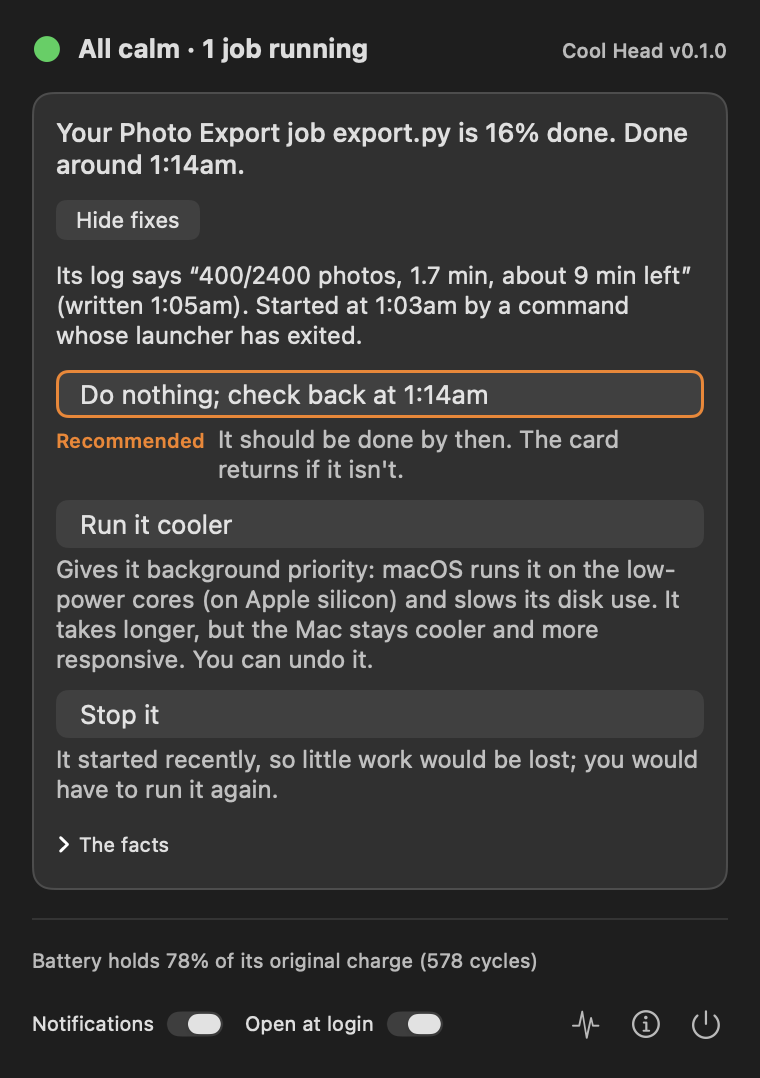 All calm · 1 job running
Cool Head v0.1.0
Your Photo Export job export.py is 16% done. Done
around 1:14am.
Hide fixes
Its log says “400/2400 photos, 1.7 min, about 9 min left”
(written 1:05am). Started at 1:03am by a command
whose launcher has exited.
Do nothing; check back at 1:14am
Recommended It should be done by then. The card
returns if it isn't.
Run it cooler
Gives it background priority: macOS runs it on the low-
power cores (on Apple silicon) and slows its disk use. It
takes longer, but the Mac stays cooler and more
responsive. You can undo it.
Stop it
It started recently, so little work would be lost; you would
have to run it again.
The facts
Battery holds 78% of its original charge (578 cycles)
Notifications
Open at login